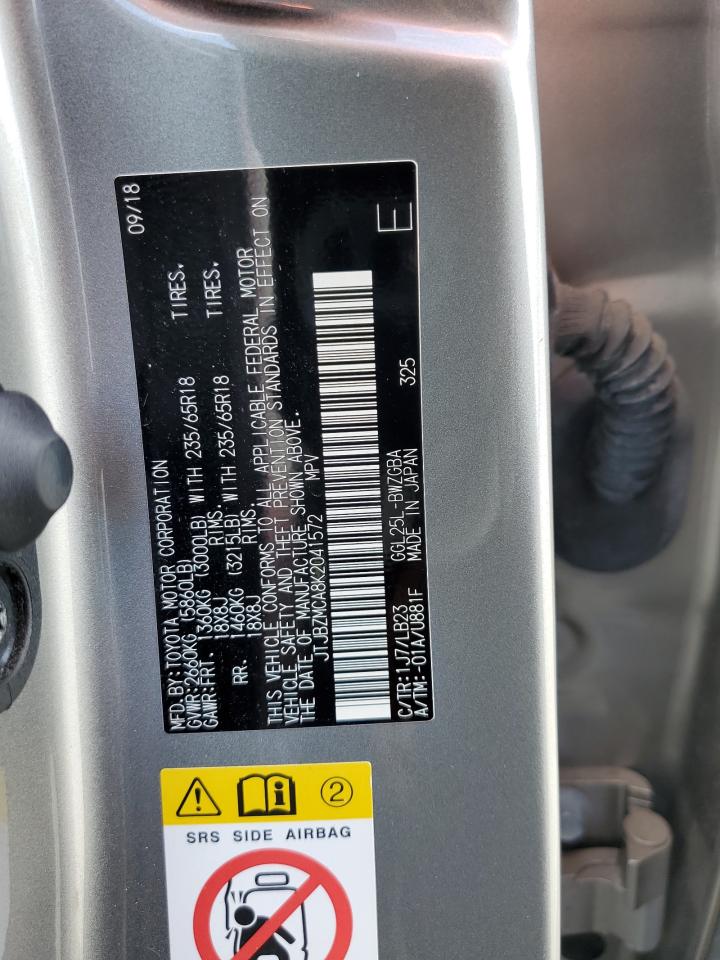 MFD.BY:TOYOTA MOTOR CORPORATION 09/18
GVWR:2660KG (5860LB)
GAWR:FRT. 1360KG (3000LB) WITH 235/65R18 TIRES.
18X8J RIMS.
RR. 1460KG (3215LB) WITH 235/65R18 TIRES.
18X8J RIMS.
THIS VEHICLE CONFORMS TO ALL APPLICABLE FEDERAL MOTOR
VEHICLE SAFETY AND THEFT PREVENTION STANDARDS IN EFFECT ON
THE DATE OF MANUFACTURE SHOWN ABOVE.
JTJBZMCA8K2041572 MPV
E
C/TR:1J7/LB23 GGL25L-BWZGBA
A/TM:-01A/U881F MADE IN JAPAN 325
2
SRS SIDE AIRBAG